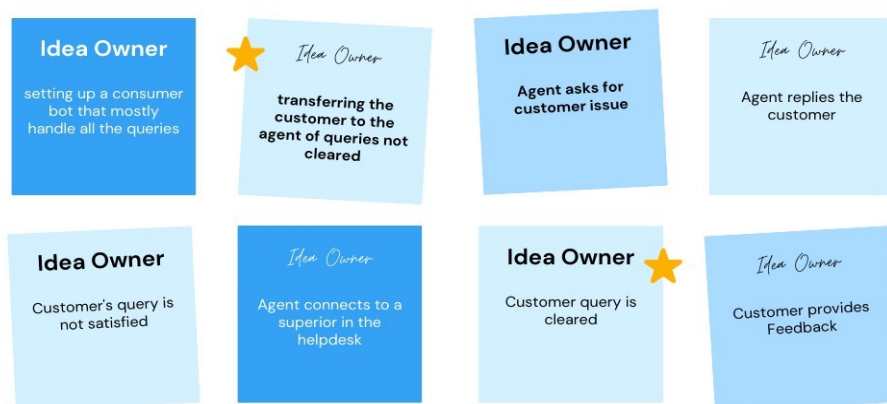 Idea Owner
setting up a consumer
bot that mostly
handle all the queries
Idea Owner
transferring the
customer to the
agent of queries not
cleared
Idea Owner
Agent asks for
customer issue
Idea Owner
Agent replies the
customer
Idea Owner
Customer's query is
not satisfied
Idea Owner
Agent connects to a
superior in the
helpdesk
Idea Owner
Customer query is
cleared
Idea Owner
Customer provides
Feedback